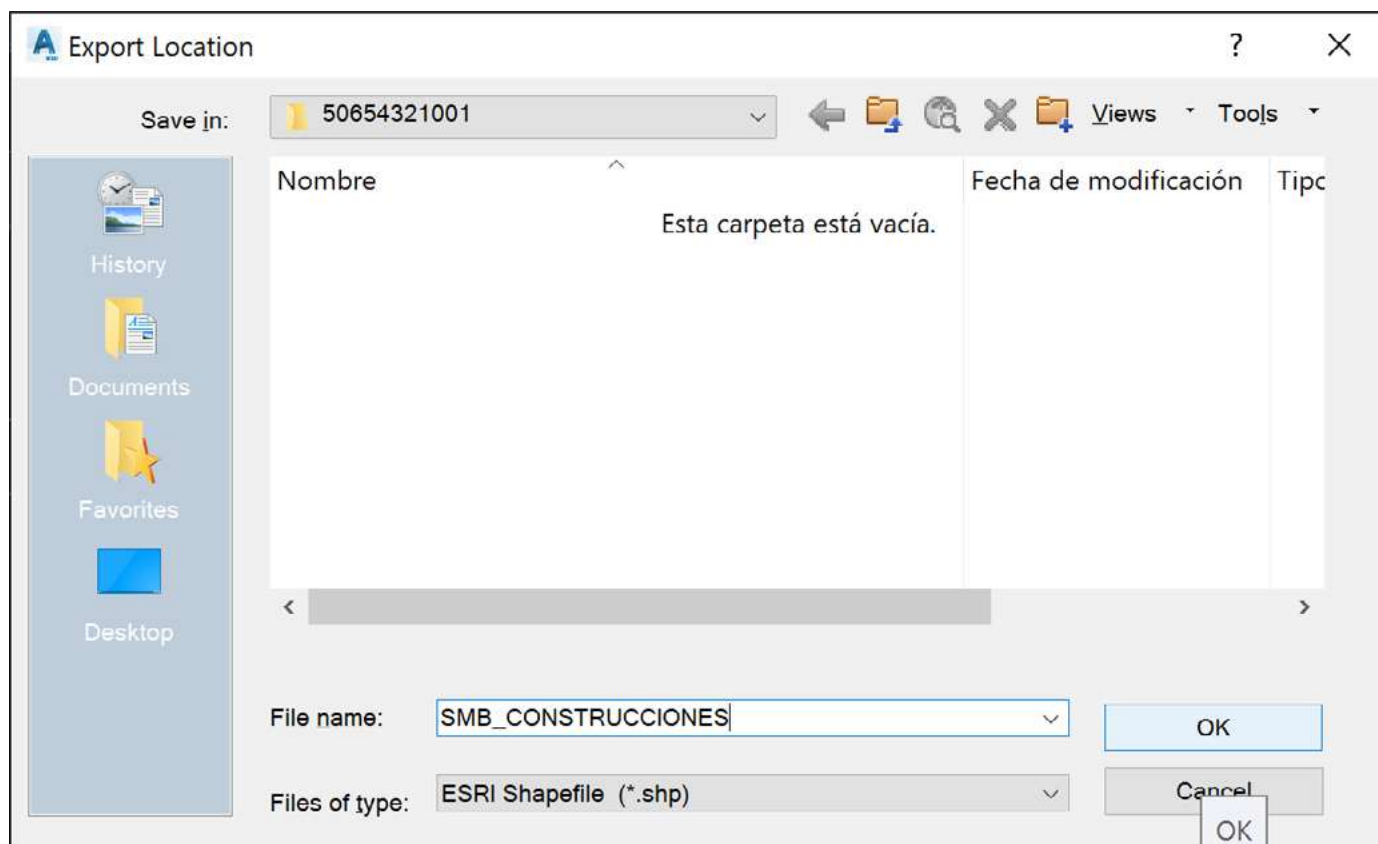 Export Location
?
Save in:
50654321001
Views
Tools
Nombre
Fecha de modificación
Tipo
Esta carpeta está vacía.
History
Documents
Favorites
Desktop
File name:
SMB_CONSTRUCCIONES
OK
Files of type:
ESRI Shapefile (*.shp)
Cancel
OK